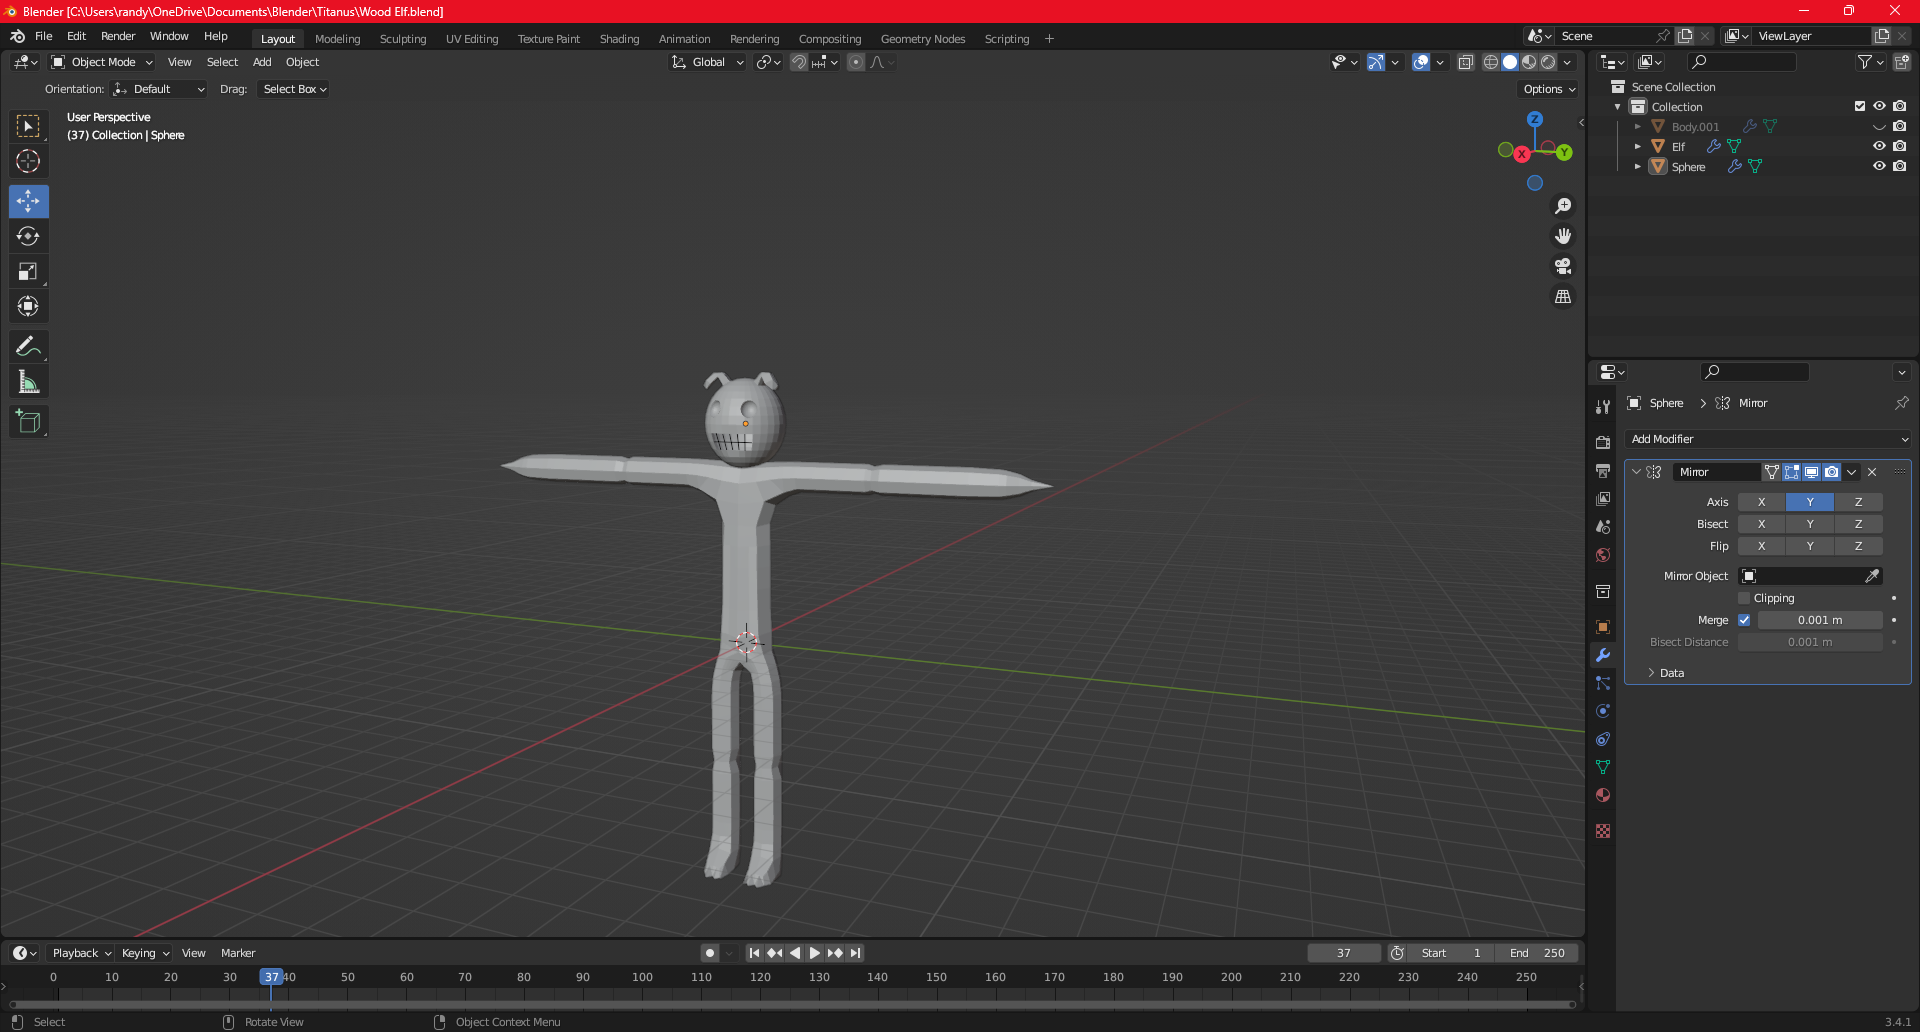 Blender [C:\Users\randy\OneDrive\Documents\Blender\Titanus\Wood Elf.blend]
File Edit Render Window Help Layout Modeling Sculpting UV Editing Texture Paint Shading Animation Rendering Compositing Geometry Nodes Scripting + Scene ViewLayer
Object Mode View Select Add Object Global
Orientation: Default Drag: Select Box Options
User Perspective
(37) Collection | Sphere
Z
X Y
Scene Collection
Collection
Body.001
Elf
Sphere
Sphere > Mirror
Add Modifier
Mirror
Axis X Y Z
Bisect X Y Z
Flip X Y Z
Mirror Object
Clipping
Merge 0.001 m
Bisect Distance 0.001 m
Data
Playback Keying View Marker 37 Start 1 End 250
0 10 20 30 37 40 50 60 70 80 90 100 110 120 130 140 150 160 170 180 190 200 210 220 230 240 250
Select Rotate View Object Context Menu 3.4.1